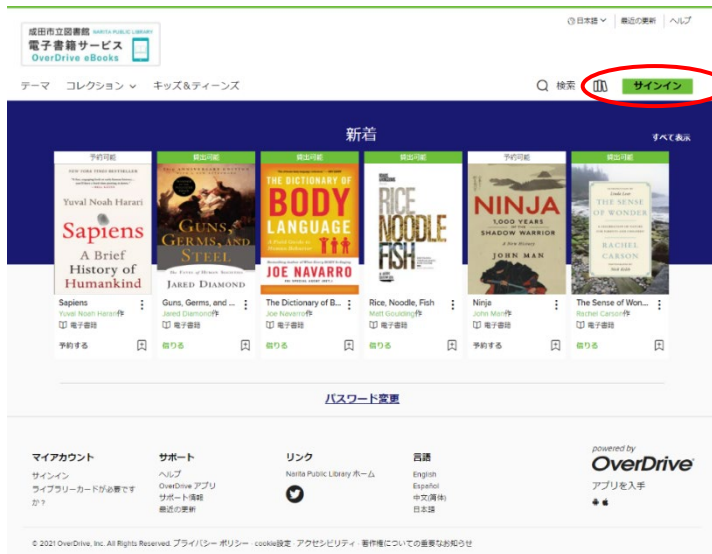 日本語 最近の更新 ヘルプ
成田市立図書館 NARITA PUBLIC LIBRARY
電子書籍サービス
OverDrive eBooks
テーマ コレクション キッズ&ティーンズ 検索 サインイン
新着 すべて表示
予約可能 貸出可能 貸出可能 貸出可能 予約可能 貸出可能
NEW YORK TIMES BESTSELLER
Yuval Noah Harari
Sapiens
A Brief
History of
Humankind
GUNS,
GERMS, AND
STEEL
The Fates of Human Societies
JARED DIAMOND
THE DICTIONARY OF
BODY
LANGUAGE
JOE NAVARRO
RICE
NOODLE
FISH
NINJA
1,000 YEARS
OF THE
SHADOW WARRIOR
A New History
JOHN MAN
THE SENSE
OF WONDER
RACHEL
CARSON
Sapiens Guns, Germs, and ... The Dictionary of B... Rice, Noodle, Fish Ninja The Sense of Won...
Yuval Noah Harari作 Jared Diamond作 Joe Navarro作 Matt Goulding作 John Man作 Rachel Carson作
電子書籍 電子書籍 電子書籍 電子書籍 電子書籍 電子書籍
予約する 借りる 借りる 借りる 予約する 借りる
パスワード変更
マイアカウント
サインイン
ライブラリーカードが必要です
か?
サポート
ヘルプ
OverDrive アプリ
サポート情報
最近の更新
リンク
Narita Public Library ホーム
言語
English
Español
中文(简体)
日本語
powered by
OverDrive
アプリを入手
© 2021 OverDrive, Inc. All Rights Reserved. プライバシー ポリシー · cookie設定 · アクセシビリティ · 著作権についての重要なお知らせ